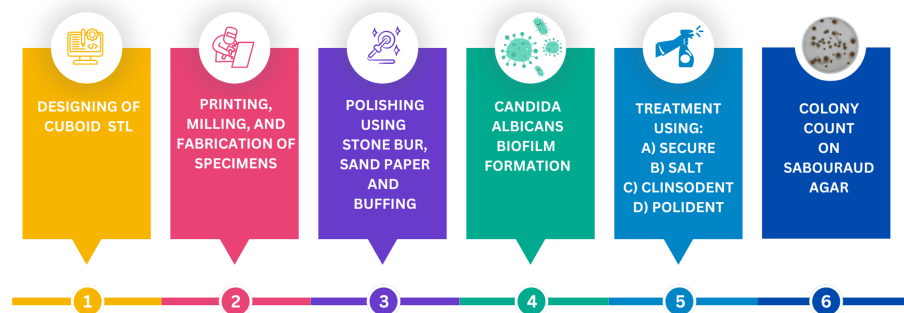 DESIGNING OF
CUBOID STL
PRINTING,
MILLING, AND
FABRICATION OF
SPECIMENS
POLISHING
USING
STONE BUR,
SAND PAPER
AND
BUFFING
CANDIDA
ALBICANS
BIOFILM
FORMATION
TREATMENT
USING:
A) SECURE
B) SALT
C) CLINSODENT
D) POLIDENT
COLONY
COUNT
ON
SABOURAUD
AGAR
1
2
3
4
5
6